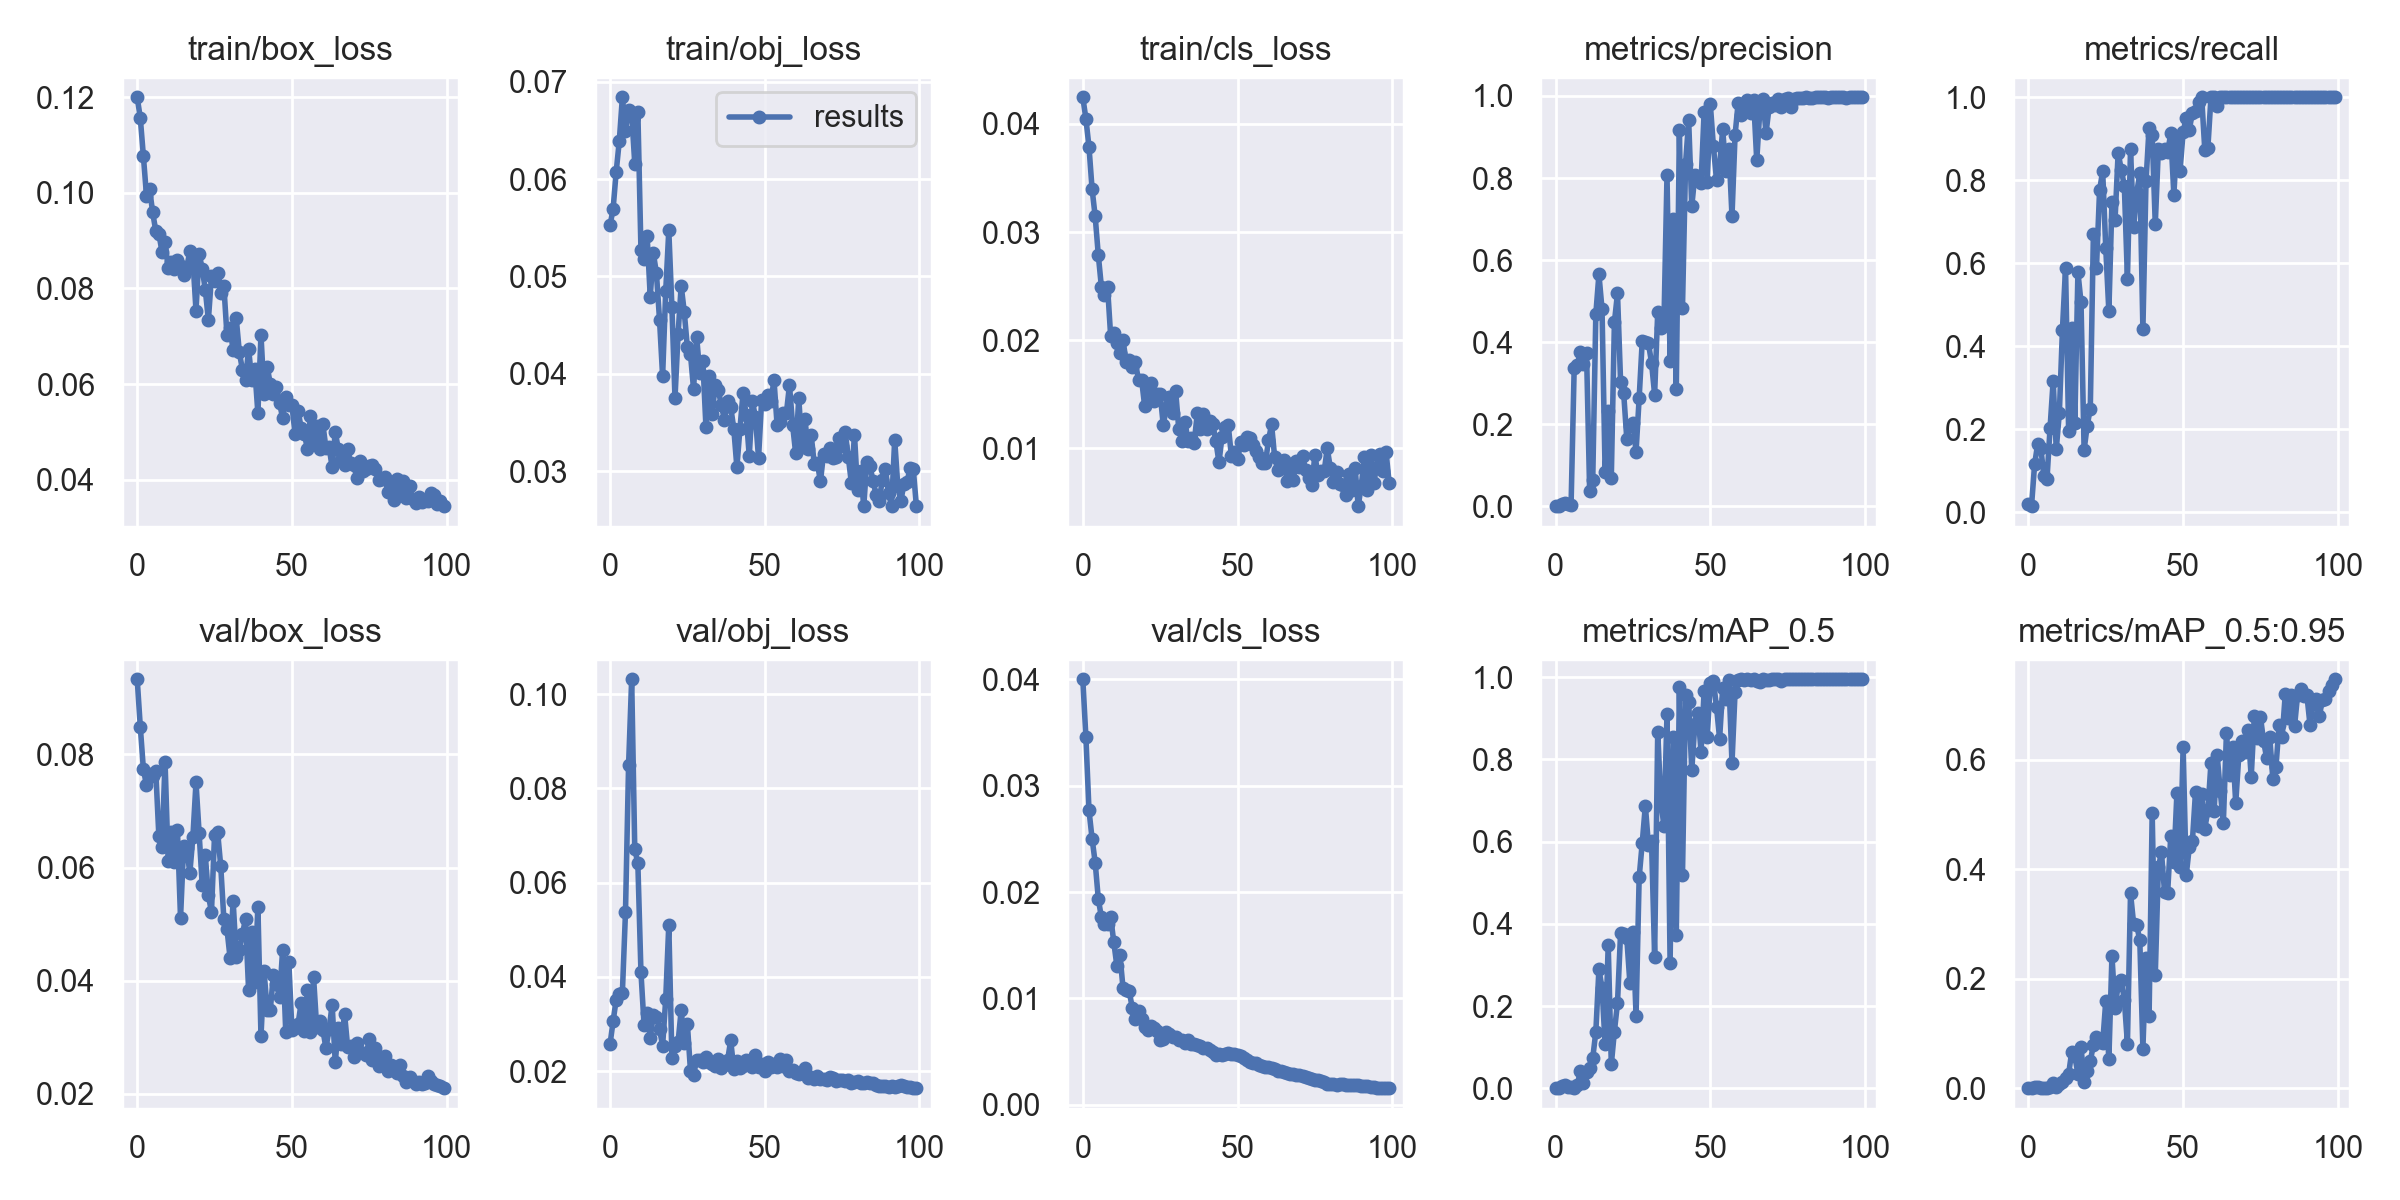 train/box_loss
0.12
0.10
0.08
0.06
0.04
0 50 100
train/obj_loss
results
0.07
0.06
0.05
0.04
0.03
0 50 100
train/cls_loss
0.04
0.03
0.02
0.01
0 50 100
metrics/precision
1.0
0.8
0.6
0.4
0.2
0.0
0 50 100
metrics/recall
1.0
0.8
0.6
0.4
0.2
0.0
0 50 100
val/box_loss
0.08
0.06
0.04
0.02
0 50 100
val/obj_loss
0.10
0.08
0.06
0.04
0.02
0 50 100
val/cls_loss
0.04
0.03
0.02
0.01
0.00
0 50 100
metrics/mAP_0.5
1.0
0.8
0.6
0.4
0.2
0.0
0 50 100
metrics/mAP_0.5:0.95
0.6
0.4
0.2
0.0
0 50 100